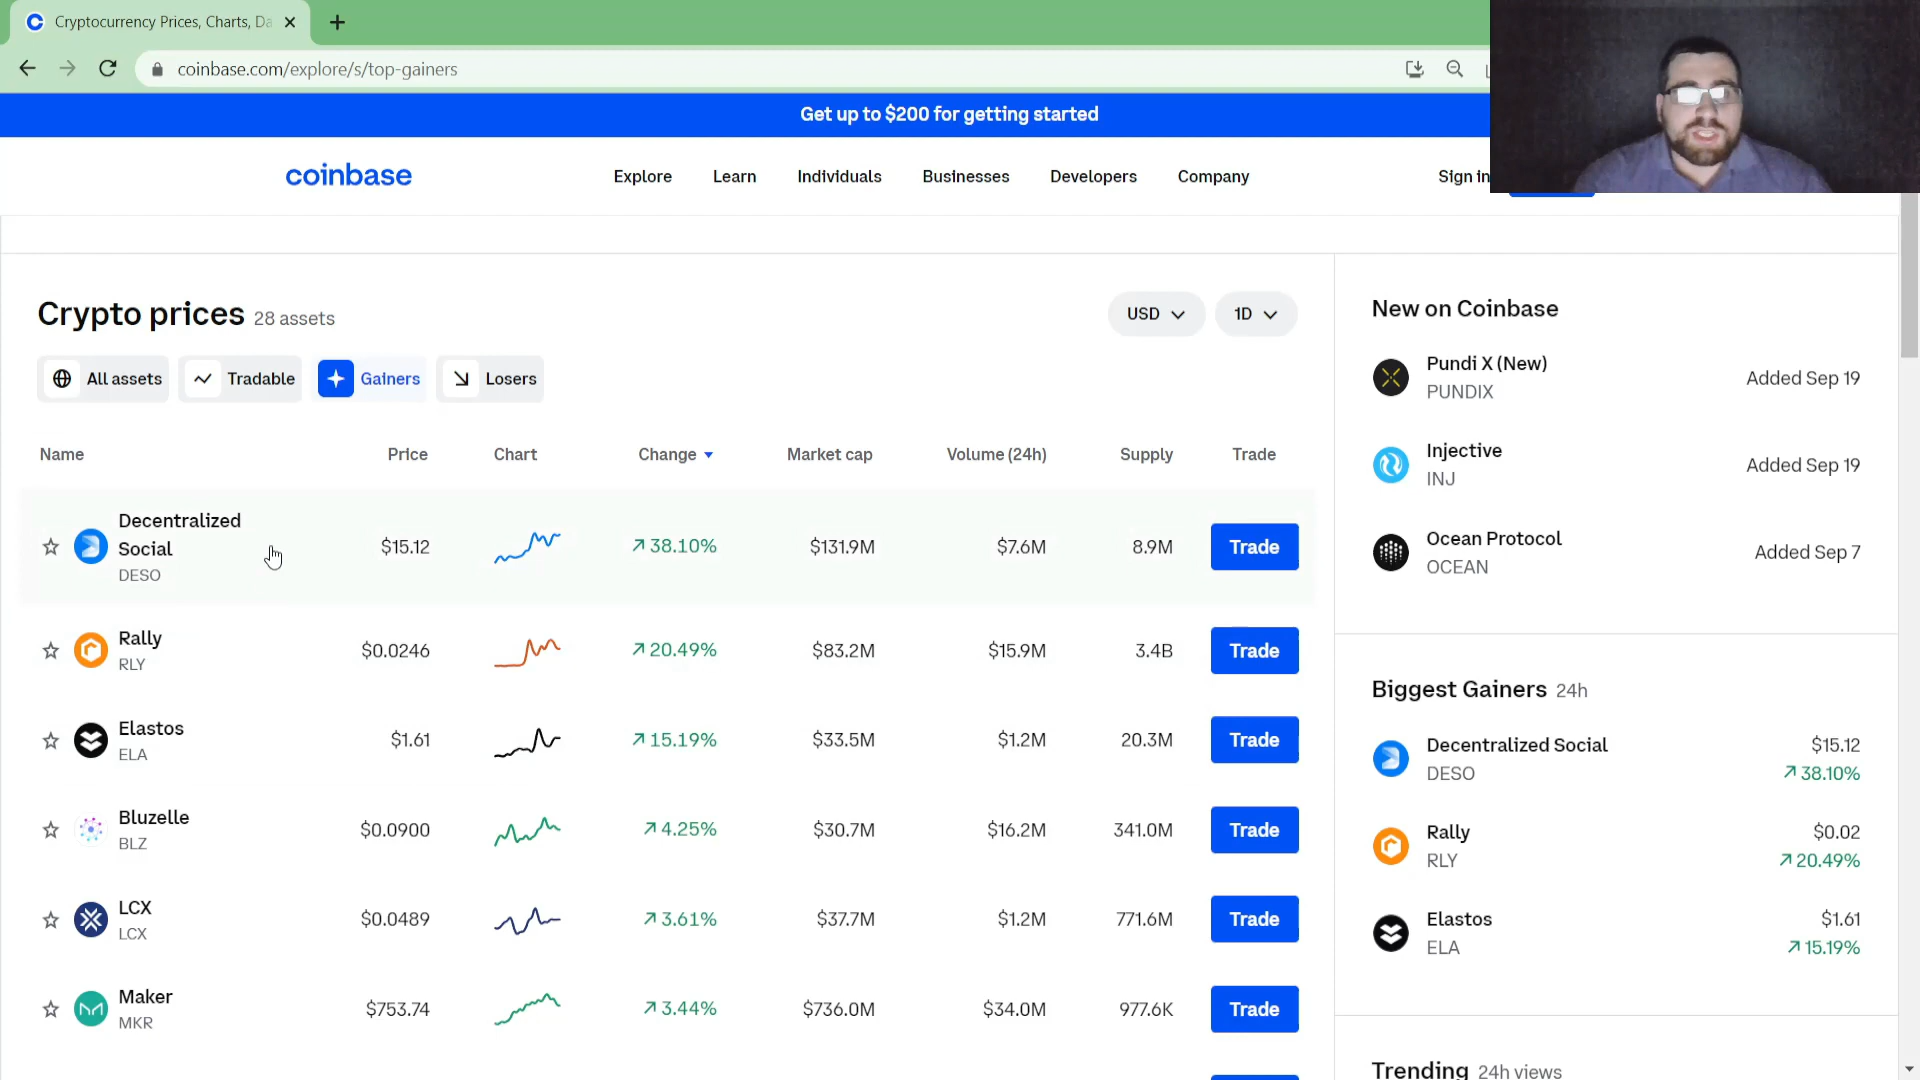 Cryptocurrency Prices, Charts, Da
coinbase.com/explore/s/top-gainers
Get up to $200 for getting started
coinbase
Explore Learn Individuals Businesses Developers Company Sign in
Crypto prices 28 assets
USD 1D
All assets Tradable Gainers Losers
Name Price Chart Change Market cap Volume (24h) Supply Trade
Decentralized
Social
DESO
$15.12 38.10% $131.9M $7.6M 8.9M Trade
Rally
RLY
$0.0246 20.49% $83.2M $15.9M 3.4B Trade
Elastos
ELA
$1.61 15.19% $33.5M $1.2M 20.3M Trade
Bluzelle
BLZ
$0.0900 4.25% $30.7M $16.2M 341.0M Trade
LCX
LCX
$0.0489 3.61% $37.7M $1.2M 771.6M Trade
Maker
MKR
$753.74 3.44% $736.0M $34.0M 977.6K Trade
New on Coinbase
Pundi X (New)
PUNDIX
Added Sep 19
Injective
INJ
Added Sep 19
Ocean Protocol
OCEAN
Added Sep 7
Biggest Gainers 24h
Decentralized Social $15.12
DESO 38.10%
Rally $0.02
RLY 20.49%
Elastos $1.61
ELA 15.19%
Trending 24h views